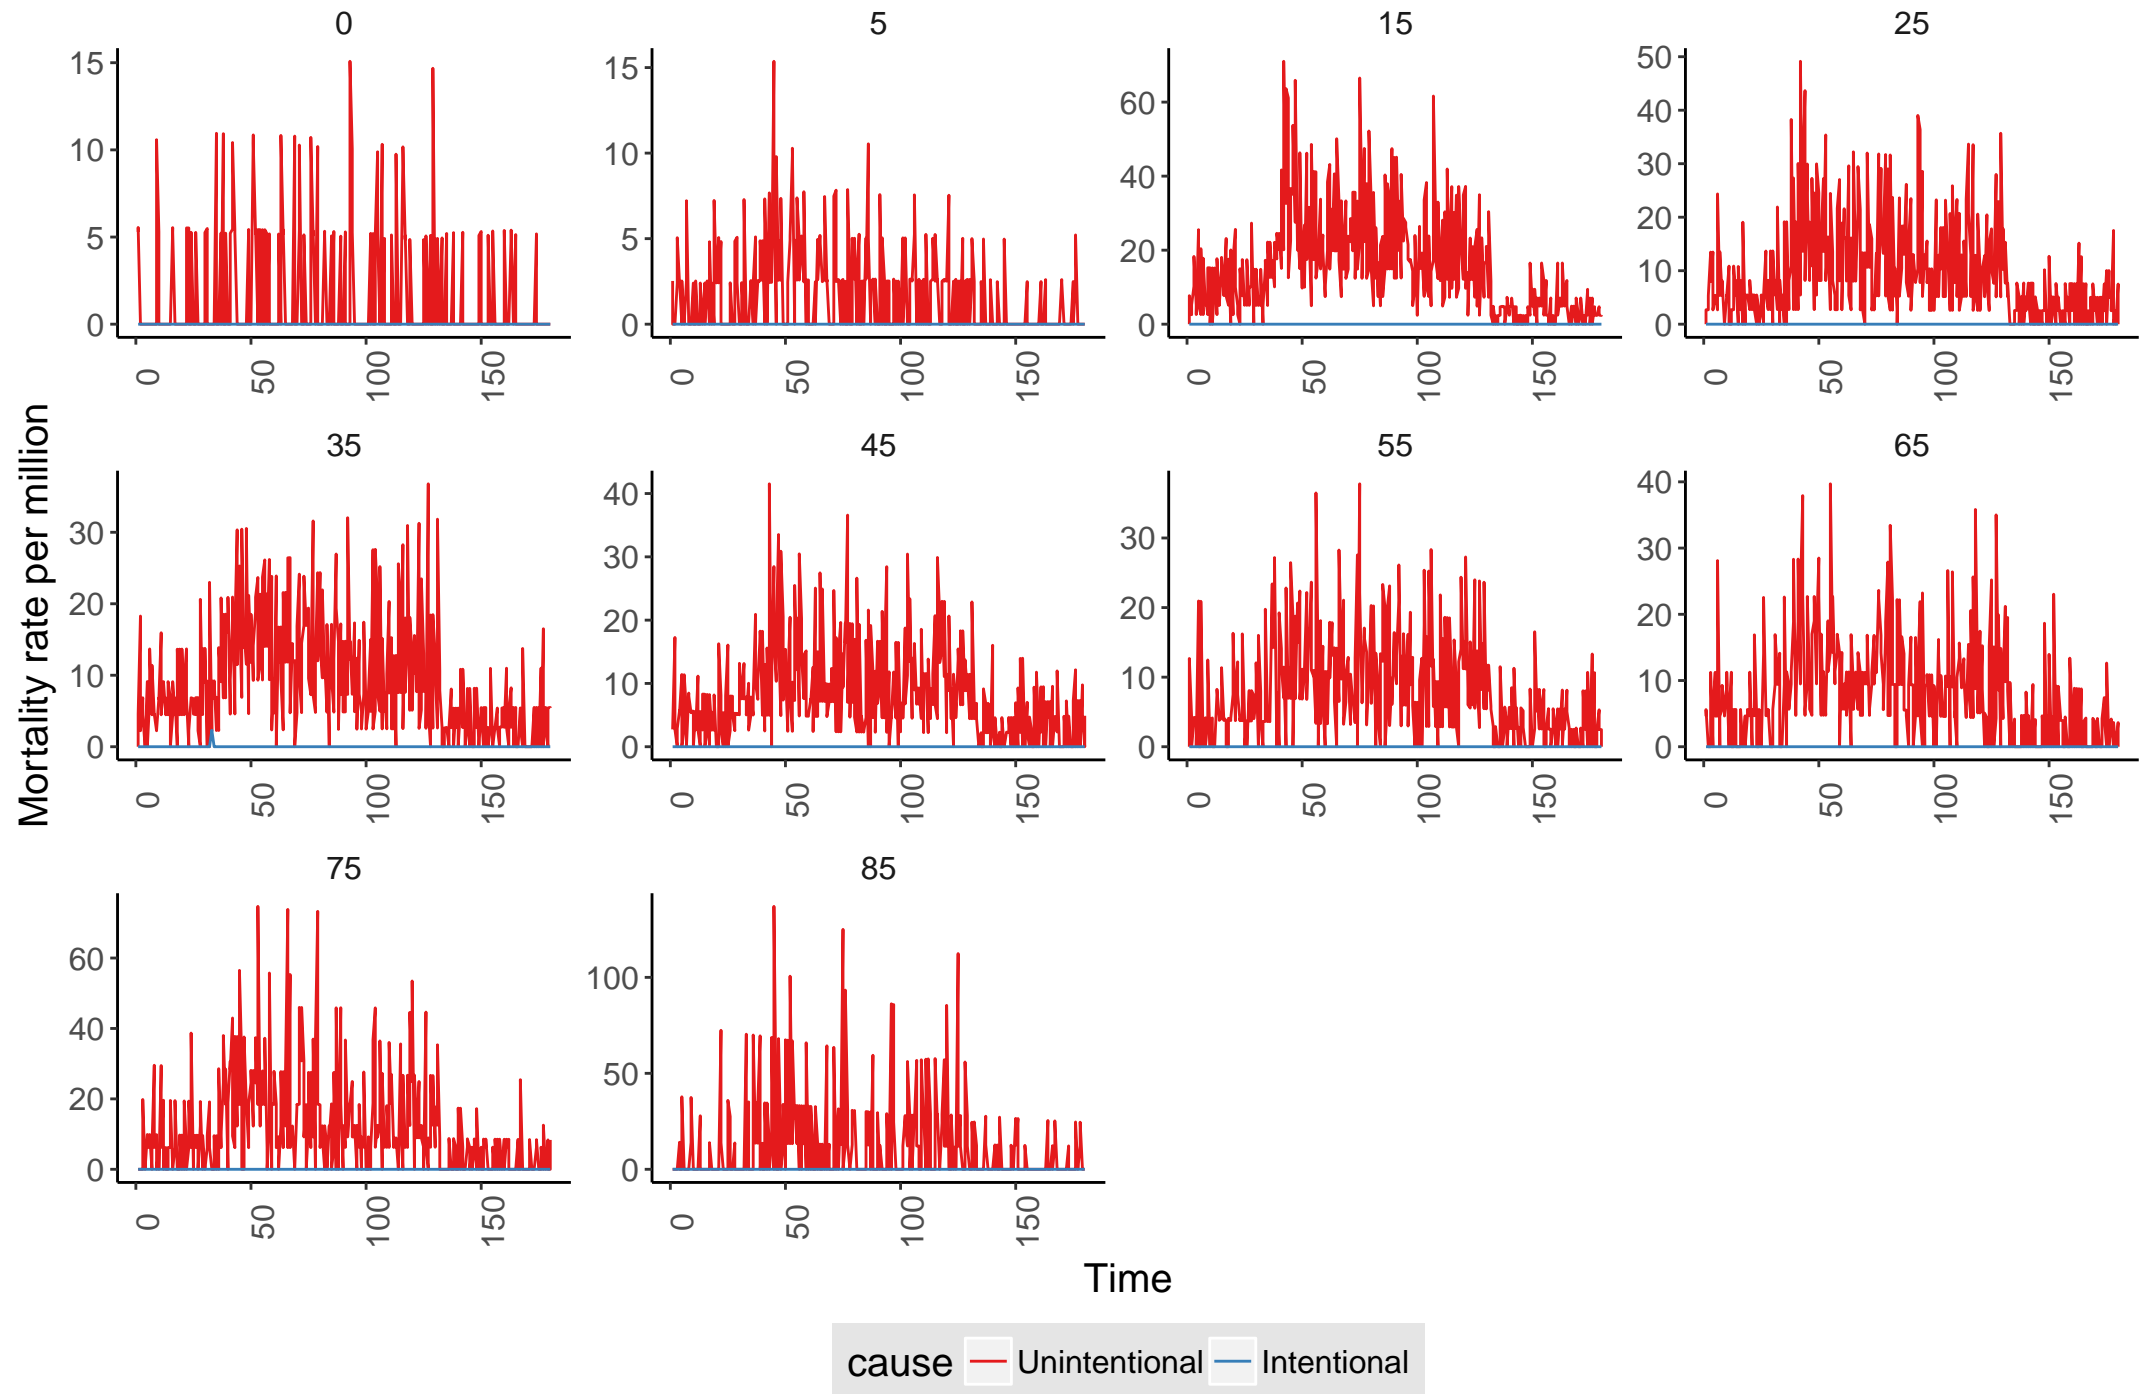 0 5 15 25
15 15 60 50
10 10 40 40
5 5 20 30
0 0 0 20
10
0
0 50 100 150 0 50 100 150 0 50 100 150 0 50 100 150
Mortality rate per million
35 45 55 65
30 40 30 40
20 30 20 30
10 20 10 20
0 10 0 10
0 0
0 50 100 150 0 50 100 150 0 50 100 150 0 50 100 150
75 85
60 100
40 50
20 0
0
0 50 100 150 0 50 100 150
Time
cause Unintentional Intentional